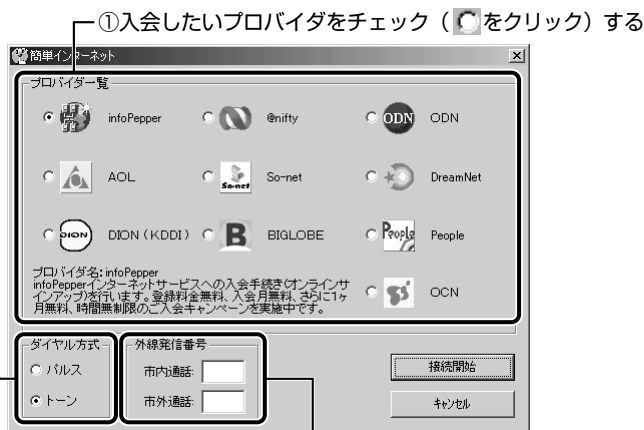 ①入会したいプロバイダをチェック（ をクリック）する
簡単インターネット
プロバイダ一覧
infoPepper
@nifty
ODN
ODN
AOL
So-net
So-net
DreamNet
DION
DION (KDDI)
B
BIGLOBE
People
People
プロバイダ名：infoPepper
infoPepperインターネットサービスへの入会手続き(オンラインサ
インアップ)を行います。登録料金無料、入会月無料、さらに1ヶ
月無料、時間無制限のご入会キャンペーンを実施中です。
OCN
ダイヤル方式
パルス
トーン
外線発信番号
市内通話:
市外通話:
接続開始
キャンセル